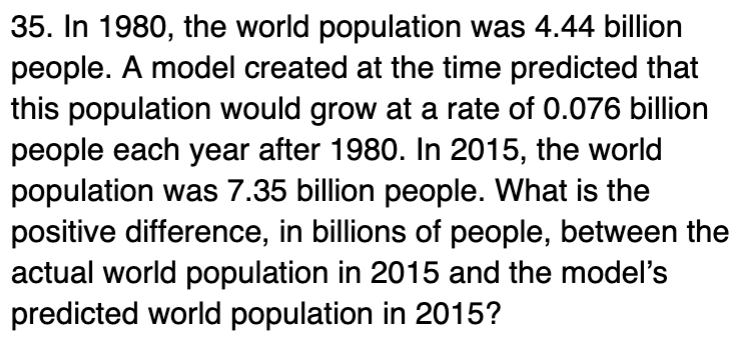 35. In 1980, the world population was 4.44 billion
people. A model created at the time predicted that
this population would grow at a rate of 0.076 billion
people each year after 1980. In 2015, the world
population was 7.35 billion people. What is the
positive difference, in billions of people, between the
actual world population in 2015 and the model’s
predicted world population in 2015?